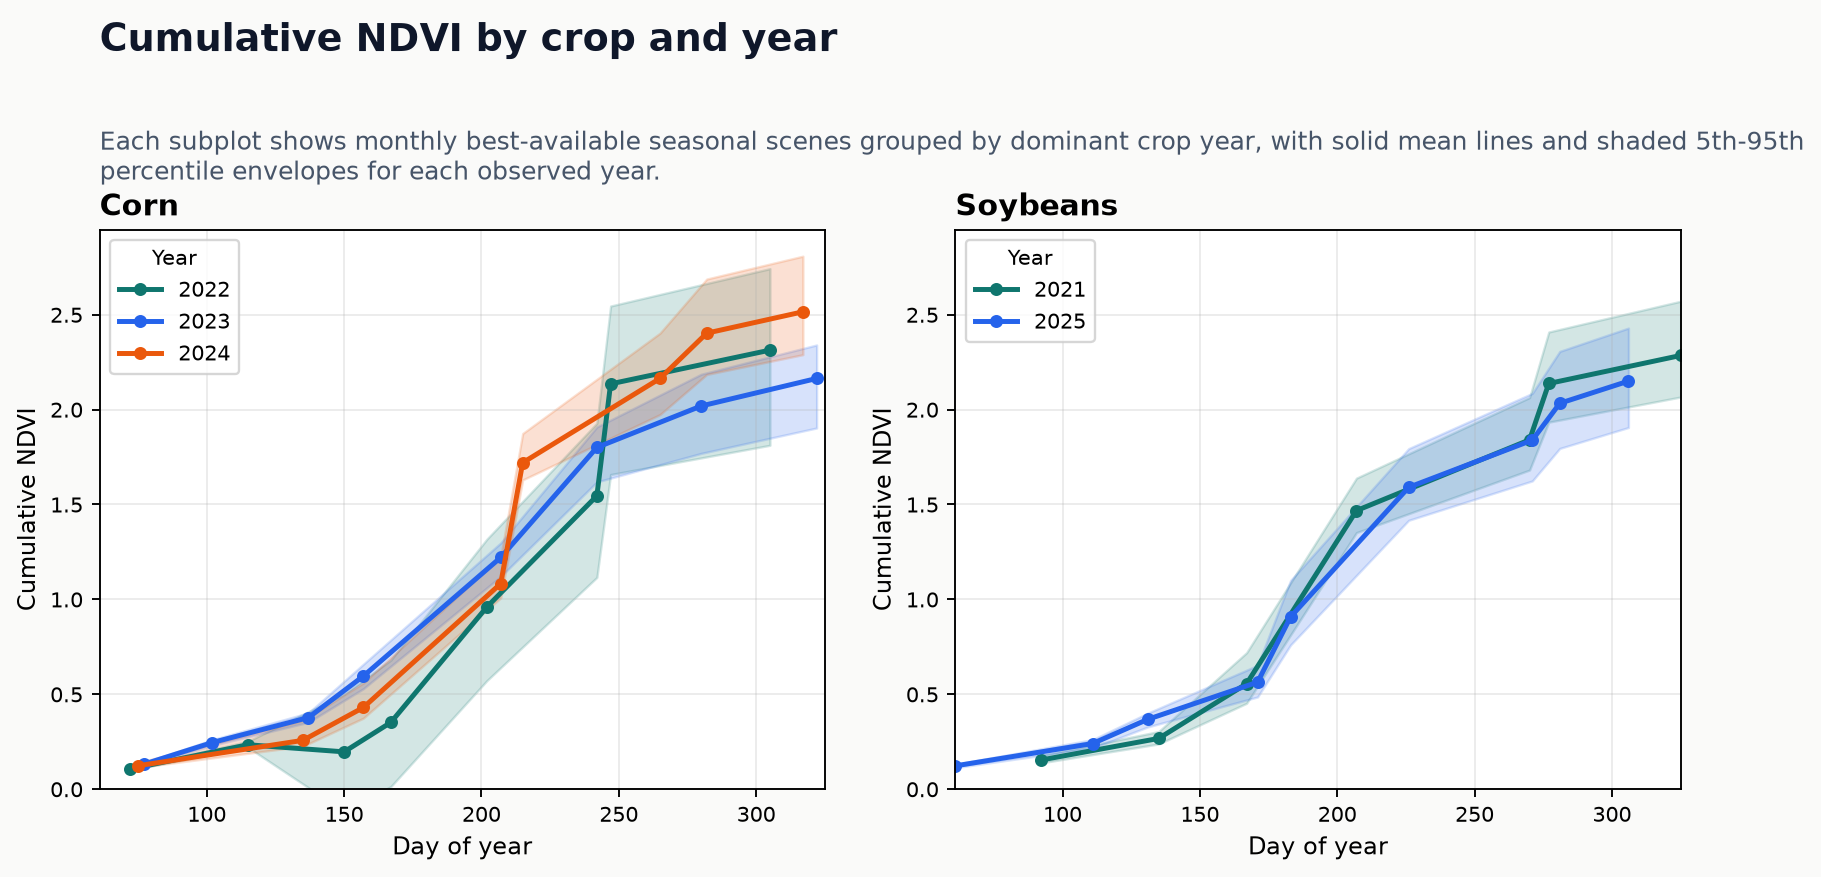 Cumulative NDVI by crop and year
Each subplot shows monthly best-available seasonal scenes grouped by dominant crop year, with solid mean lines and shaded 5th-95th
percentile envelopes for each observed year.
Corn
Year
2022
2023
2024
Cumulative NDVI
2.5
2.0
1.5
1.0
0.5
0.0
100 150 200 250 300
Day of year
Soybeans
Year
2021
2025
Cumulative NDVI
2.5
2.0
1.5
1.0
0.5
0.0
100 150 200 250 300
Day of year